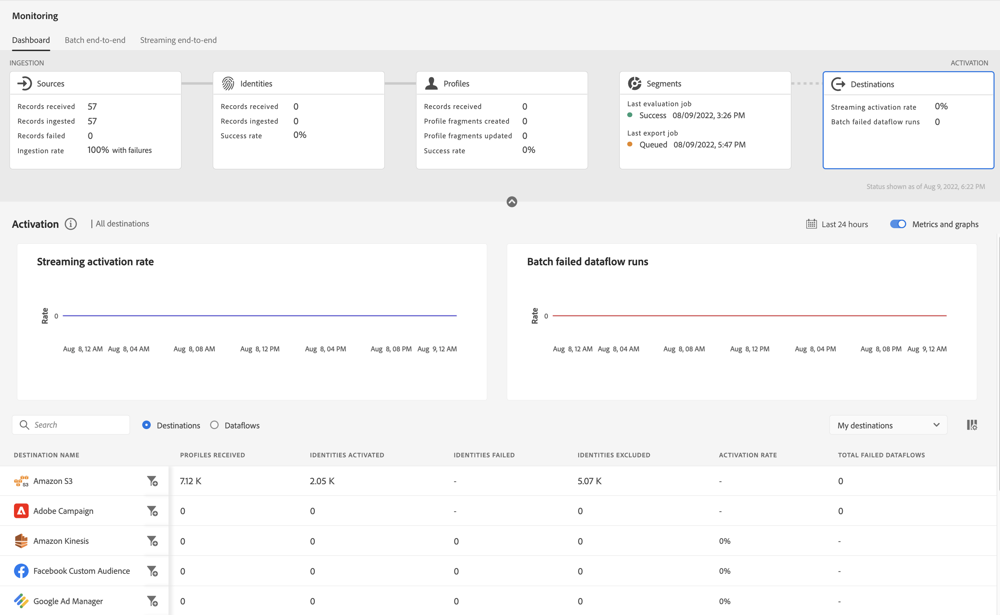 Monitoring
Dashboard Batch end-to-end Streaming end-to-end
INGESTION ACTIVATION
Sources
Records received 57
Records ingested 57
Records failed 0
Ingestion rate 100% with failures
Identities
Records received 0
Records ingested 0
Success rate 0%
Profiles
Records received 0
Profile fragments created 0
Profile fragments updated 0
Success rate 0%
Segments
Last evaluation job
Success 08/09/2022, 3:26 PM
Last export job
Queued 08/09/2022, 5:47 PM
Destinations
Streaming activation rate 0%
Batch failed dataflow runs 0
Status shown as of Aug 9, 2022, 6:22 PM
Activation | All destinations Last 24 hours Metrics and graphs
Streaming activation rate
Rate
0
Aug 8, 12 AM Aug 8, 04 AM Aug 8, 08 AM Aug 8, 12 PM Aug 8, 04 PM Aug 8, 08 PM Aug 9, 12 AM
Batch failed dataflow runs
Rate
0
Aug 8, 12 AM Aug 8, 04 AM Aug 8, 08 AM Aug 8, 12 PM Aug 8, 04 PM Aug 8, 08 PM Aug 9, 12 AM
Search Destinations Dataflows My destinations
DESTINATION NAME PROFILES RECEIVED IDENTITIES ACTIVATED IDENTITIES FAILED IDENTITIES EXCLUDED ACTIVATION RATE TOTAL FAILED DATAFLOWS
S3 Amazon S3 7.12 K 2.05 K - 5.07 K - 0
Adobe Campaign 0 0 - 0 - 0
Amazon Kinesis 0 0 0 0 0% -
Facebook Custom Audience 0 0 0 0 0% -
Google Ad Manager 0 0 0 0 0% -